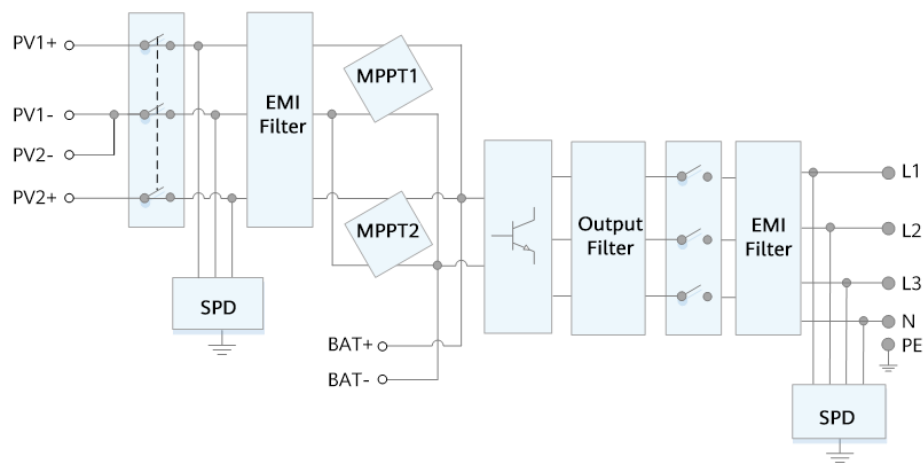 PV1+
PV1-
PV2-
PV2+
EMI
Filter
MPPT1
MPPT2
SPD
BAT+
BAT-
Output
Filter
EMI
Filter
L1
L2
L3
N
PE
SPD